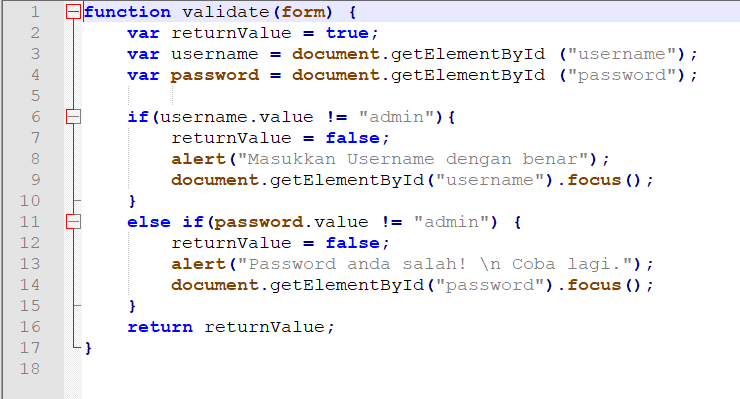 1 function validate(form) {
2 var returnValue = true;
3 var username = document.getElementById ("username");
4 var password = document.getElementById ("password");
5
6 if(username.value != "admin"){
7 returnValue = false;
8 alert("Masukkan Username dengan benar");
9 document.getElementById("username").focus();
10 }
11 else if(password.value != "admin") {
12 returnValue = false;
13 alert("Password anda salah! \n Coba lagi.");
14 document.getElementById("password").focus();
15 }
16 return returnValue;
17 }
18